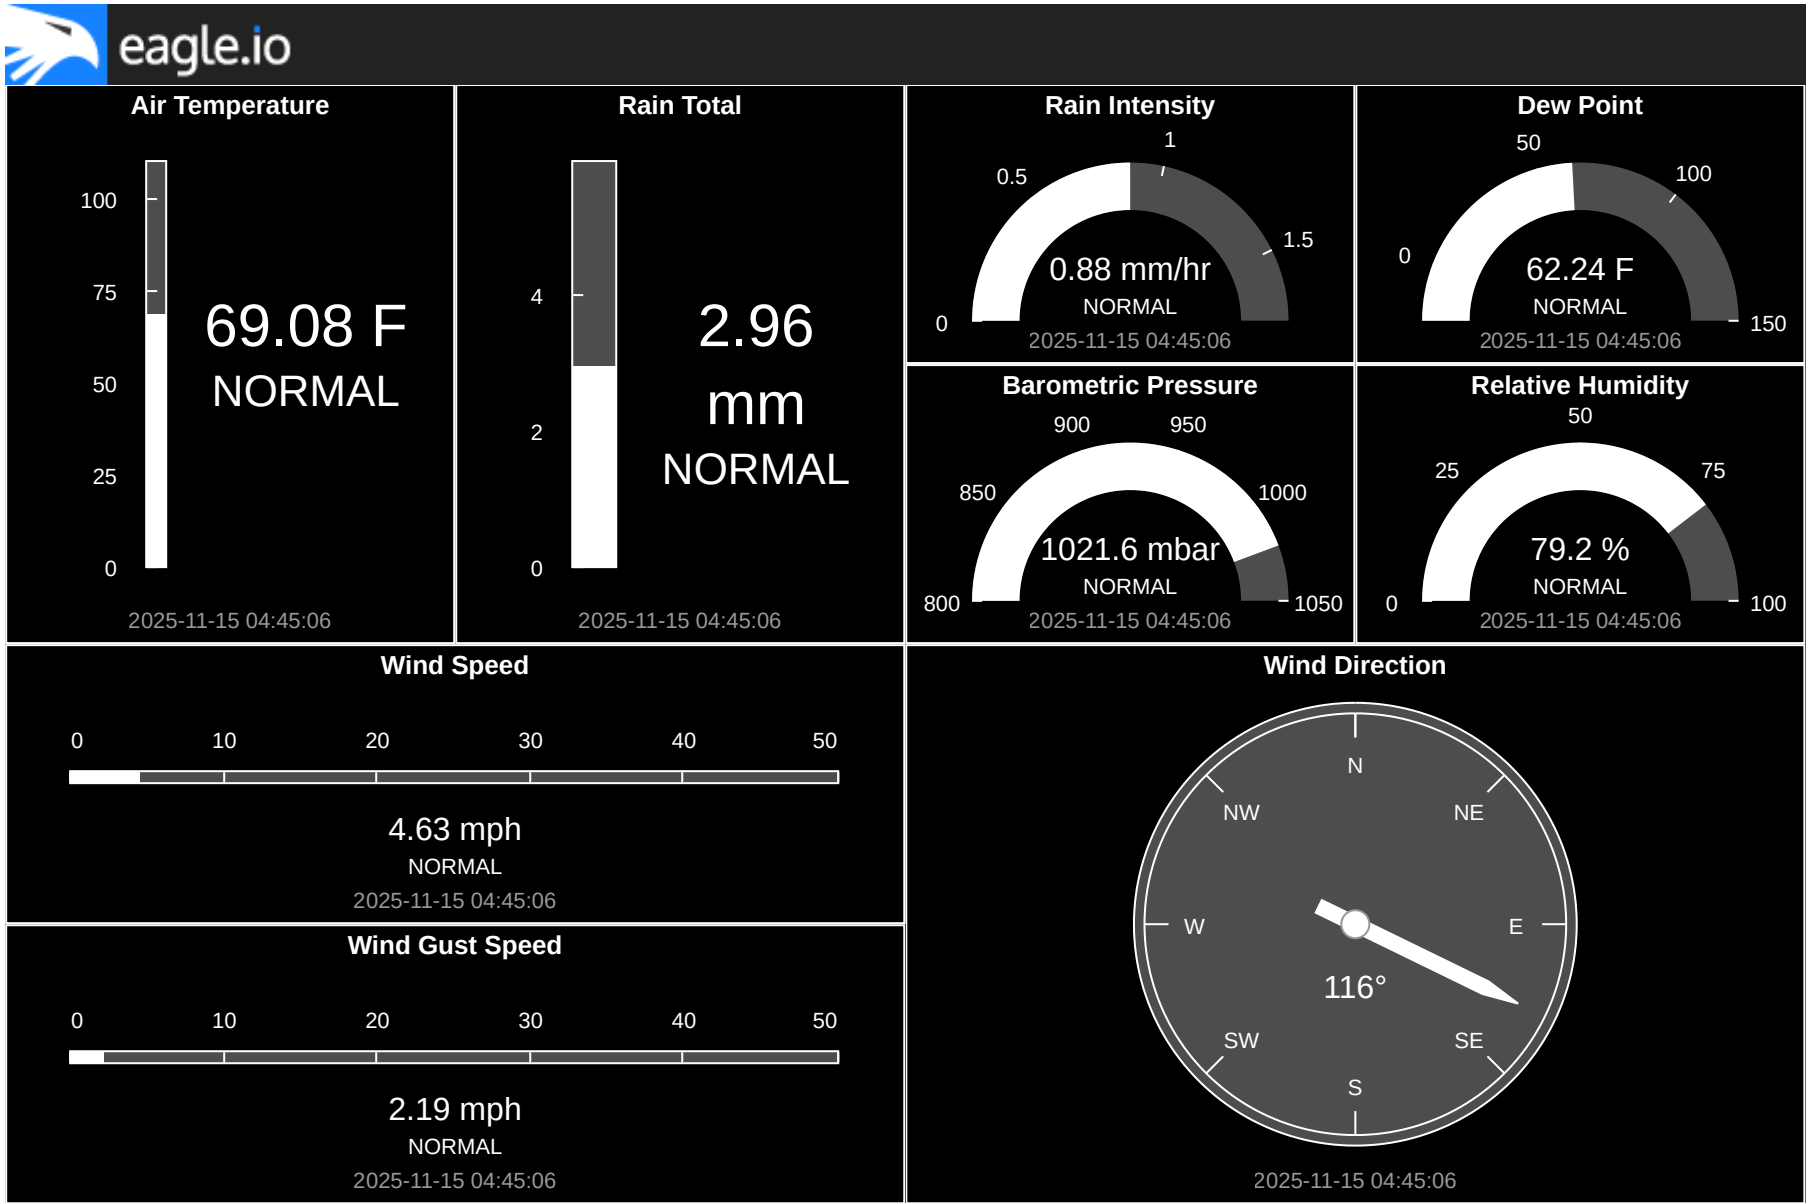 eagle.io
Air Temperature
100
75
50
25
0
69.08 F
NORMAL
2025-11-15 04:45:06
Rain Total
4
2
0
2.96
mm
NORMAL
2025-11-15 04:45:06
Rain Intensity
0
0.5
1
1.5
0.88 mm/hr
NORMAL
2025-11-15 04:45:06
Dew Point
0
50
100
150
62.24 F
NORMAL
2025-11-15 04:45:06
Barometric Pressure
800
850
900
950
1000
1050
1021.6 mbar
NORMAL
2025-11-15 04:45:06
Relative Humidity
0
25
50
75
100
79.2 %
NORMAL
2025-11-15 04:45:06
Wind Speed
0 10 20 30 40 50
4.63 mph
NORMAL
2025-11-15 04:45:06
Wind Gust Speed
0 10 20 30 40 50
2.19 mph
NORMAL
2025-11-15 04:45:06
Wind Direction
N
NW NE
W E
116°
SW SE
S
2025-11-15 04:45:06